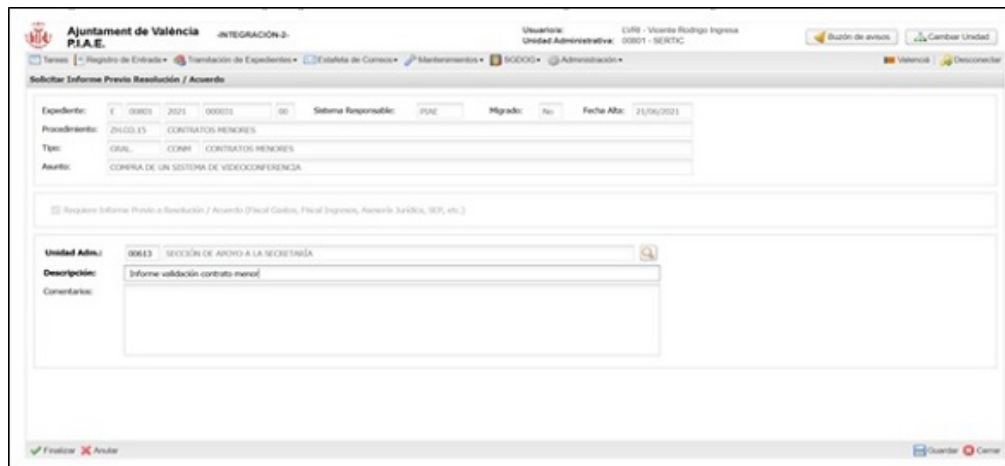 Ajuntament de València
P.I.A.E.
-INTEGRACIÓN-2-
Usuario/a: LVRI - Vicente Rodrigo Ingresa
Unidad Administrativa: 00801 - SERTIC
Buzón de avisos Cambiar Unidad
Tareas Registro de Entrada Tramitación de Expedientes Estafeta de Correos Mantenimientos SGDOG Administración Valencià Desconectar
Solicitar Informe Previo Resolución / Acuerdo
Expediente: E 00801 2021 000031 00 Sistema Responsable: PIAE Migrado: No Fecha Alta: 21/06/2021
Procedimiento: ZH.CO.15 CONTRATOS MENORES
Tipo: GRAL. CONM CONTRATOS MENORES
Asunto: COMPRA DE UN SISTEMA DE VIDEOCONFERENCIA
Requiere Informe Previo a Resolución / Acuerdo (Fiscal Gastos, Fiscal Ingresos, Asesoría Jurídica, SEP, etc.)
Unidad Adm.: 00613 SECCIÓN DE APOYO A LA SECRETARÍA
Descripción: Informe validación contrato menor
Comentarios:
Finalizar Anular Guardar Cerrar